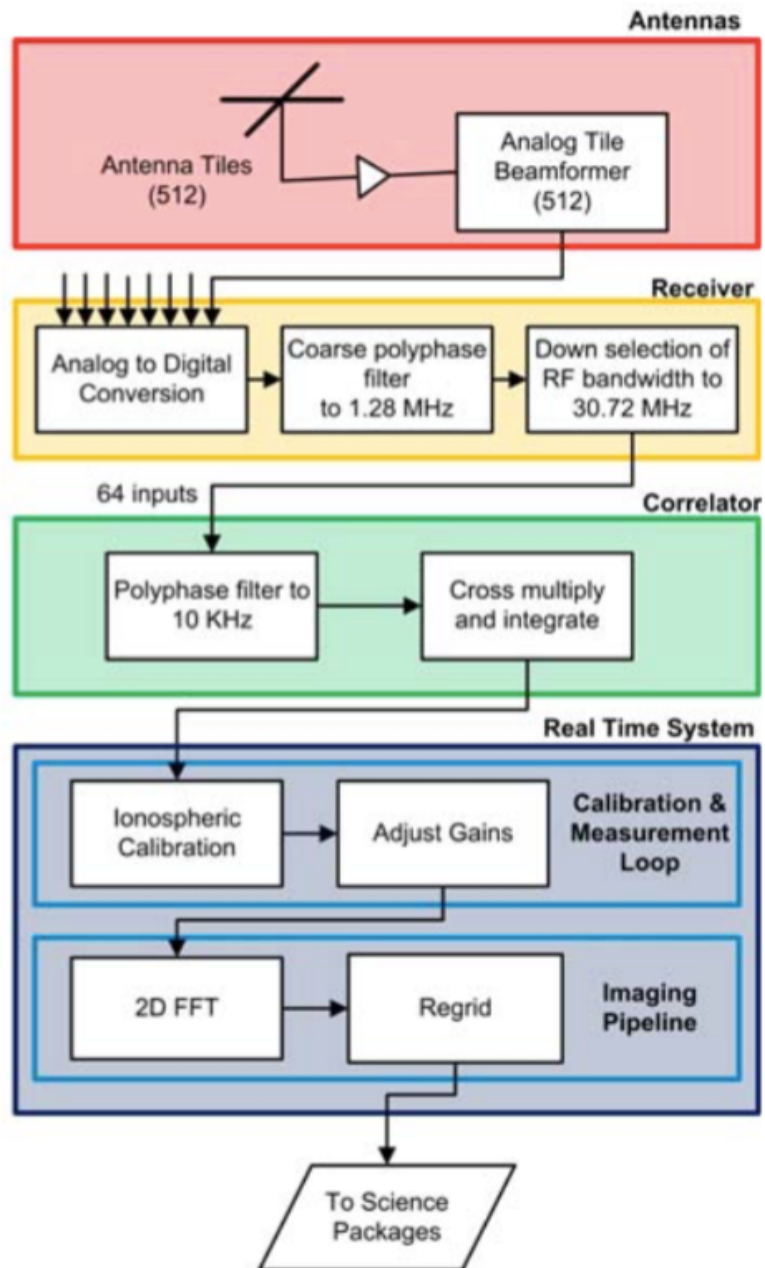 Antennas
Antenna Tiles
(512)
Analog Tile
Beamformer
(512)
Receiver
Analog to Digital
Conversion
Coarse polyphase
filter
to 1.28 MHz
Down selection of
RF bandwidth to
30.72 MHz
64 inputs
Correlator
Polyphase filter to
10 KHz
Cross multiply
and integrate
Real Time System
Ionospheric
Calibration
Adjust Gains
Calibration &
Measurement
Loop
2D FFT
Regrid
Imaging
Pipeline
To Science
Packages